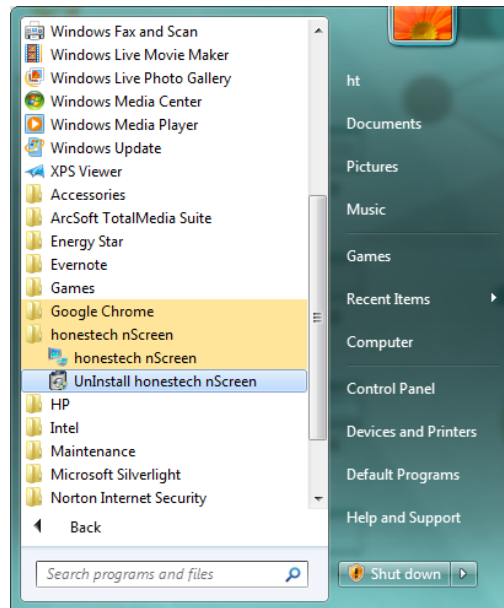 Windows Fax and Scan
Windows Live Movie Maker
Windows Live Photo Gallery
Windows Media Center
Windows Media Player
Windows Update
XPS Viewer
Accessories
ArcSoft TotalMedia Suite
Energy Star
Evernote
Games
Google Chrome
honestech nScreen
honestech nScreen
UnInstall honestech nScreen
HP
Intel
Maintenance
Microsoft Silverlight
Norton Internet Security
Back
Search programs and files
ht
Documents
Pictures
Music
Games
Recent Items
Computer
Control Panel
Devices and Printers
Default Programs
Help and Support
Shut down